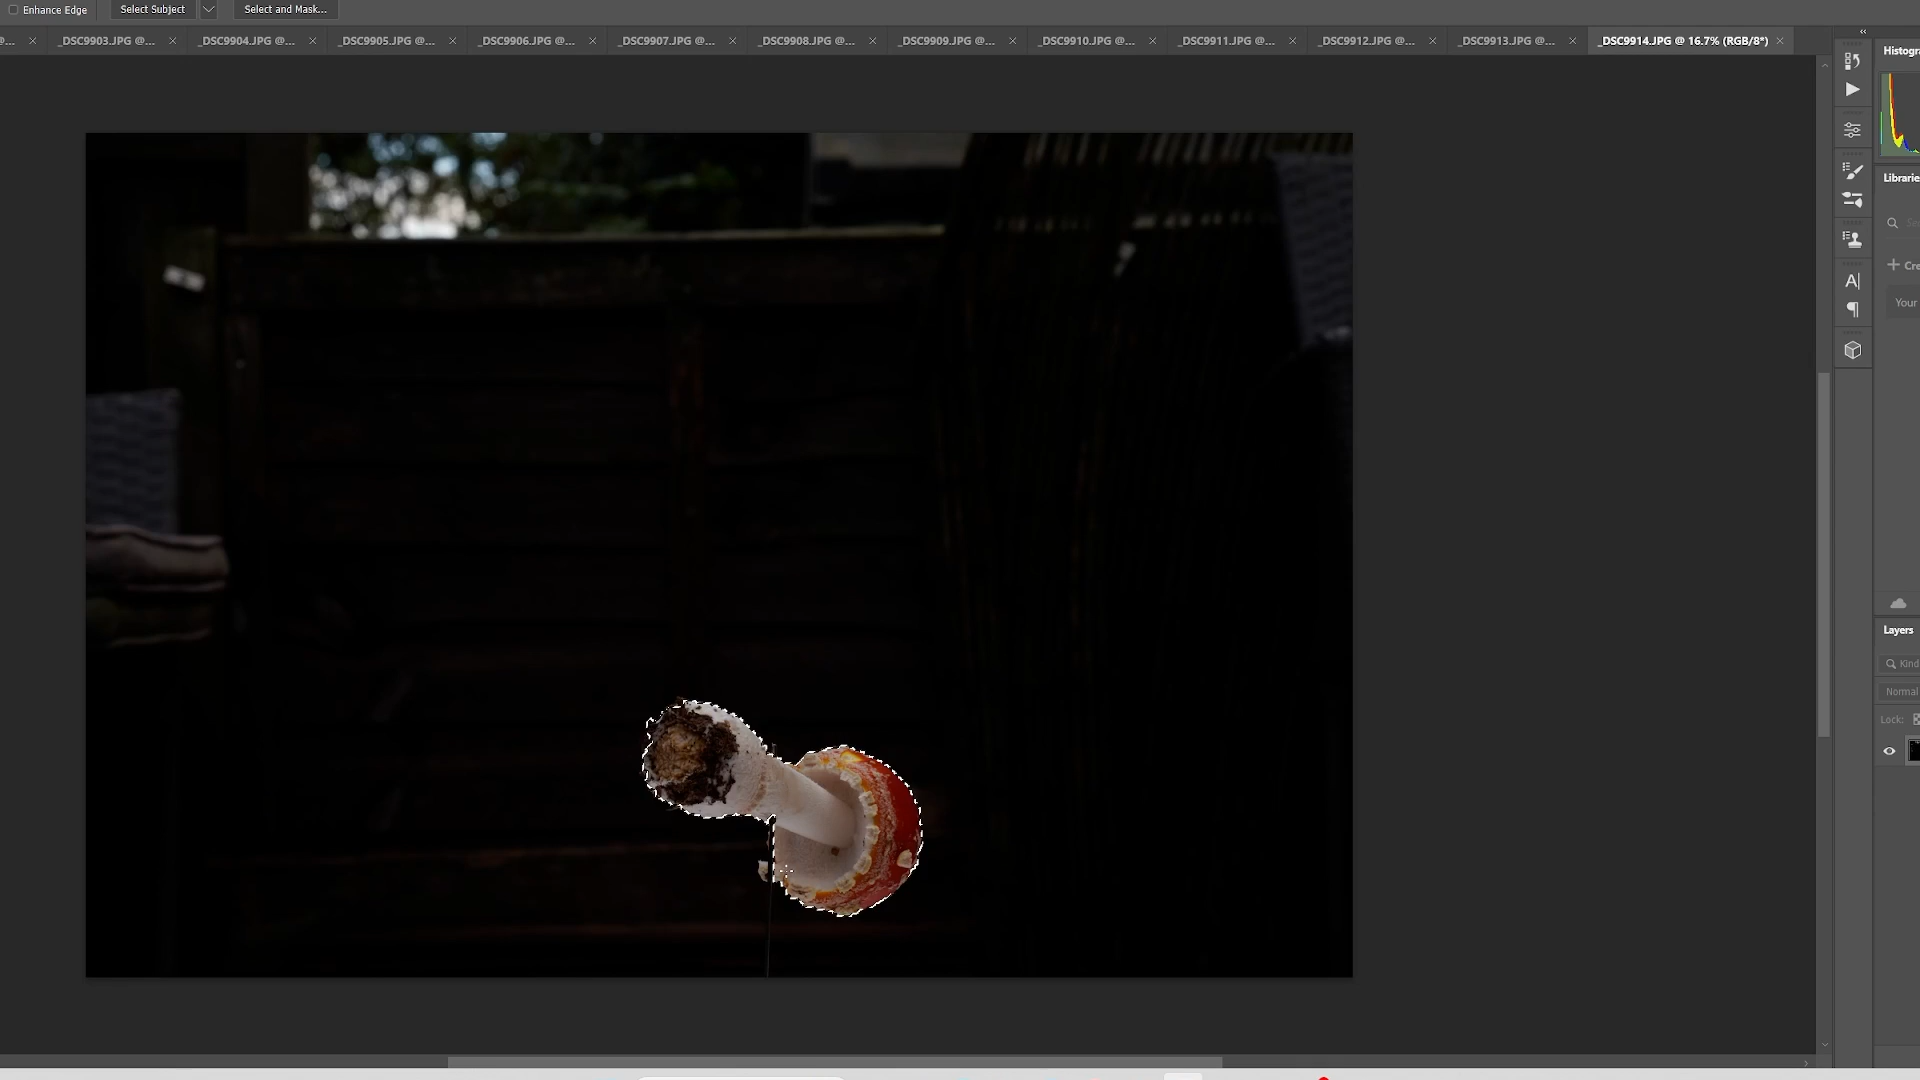 Enhance Edge Select Subject Select and Mask...
@... _DSC9903.JPG @... _DSC9904.JPG @... _DSC9905.JPG @... _DSC9906.JPG @... _DSC9907.JPG @... _DSC9908.JPG @... _DSC9909.JPG @... _DSC9910.JPG @... _DSC9911.JPG @... _DSC9912.JPG @... _DSC9913.JPG @... _DSC9914.JPG @ 16.7% (RGB/8*)
Histogra
Librarie
Se
+ Cre
A|
Your
Layers
Kind
Normal
Lock: